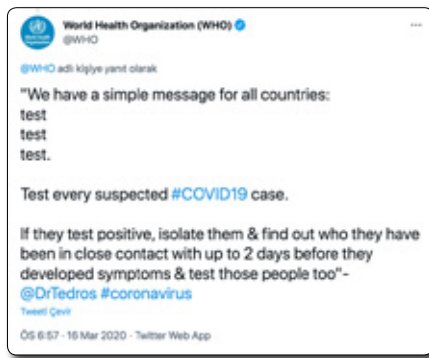 World Health Organization (WHO)
@WHO
@WHO adlı kişiye yanıt olarak
"We have a simple message for all countries:
test
test
test.
Test every suspected #COVID19 case.
If they test positive, isolate them & find out who they have
been in close contact with up to 2 days before they
developed symptoms & test those people too"-
@DrTedros #coronavirus
Tweeti Çevir
ÖS 6:57 · 16 Mar 2020 · Twitter Web App